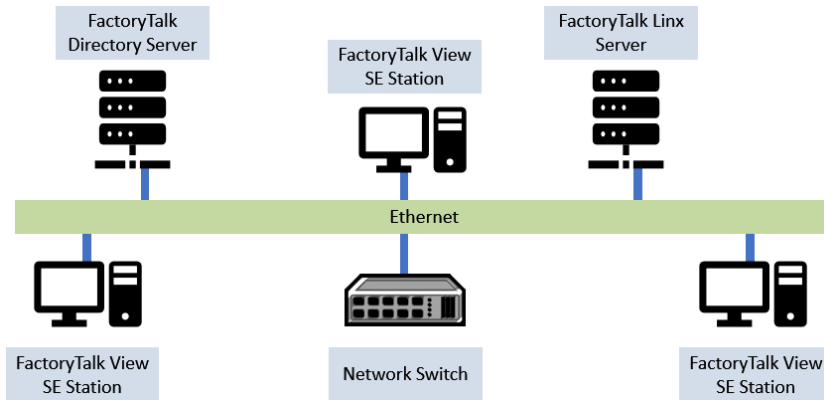 FactoryTalk
Directory Server
FactoryTalk View
SE Station
FactoryTalk Linx
Server
Ethernet
FactoryTalk View
SE Station
Network Switch
FactoryTalk View
SE Station